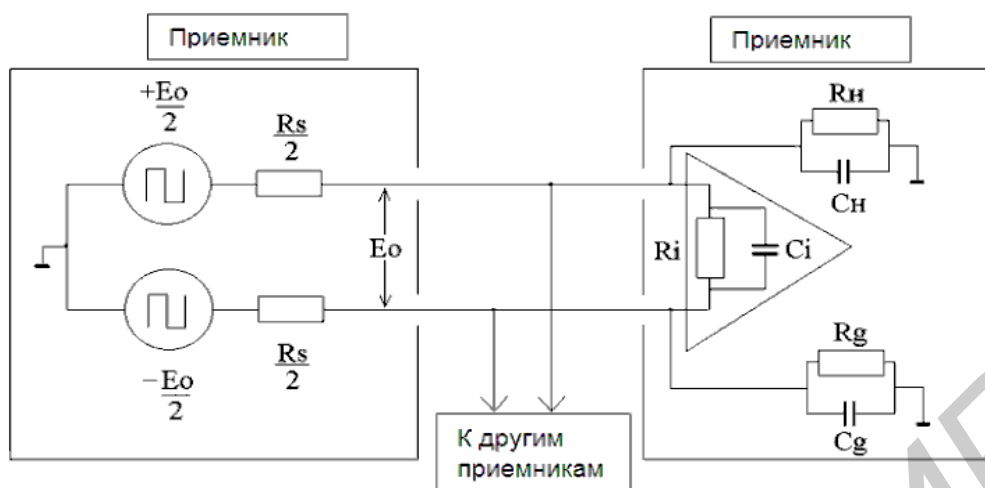 Приемник
Приемник
+Eo
2
Rs
2
Eo
Rs
2
−Eo
2
Rн
Cн
Ri
Ci
Rg
Cg
К другим
приемникам